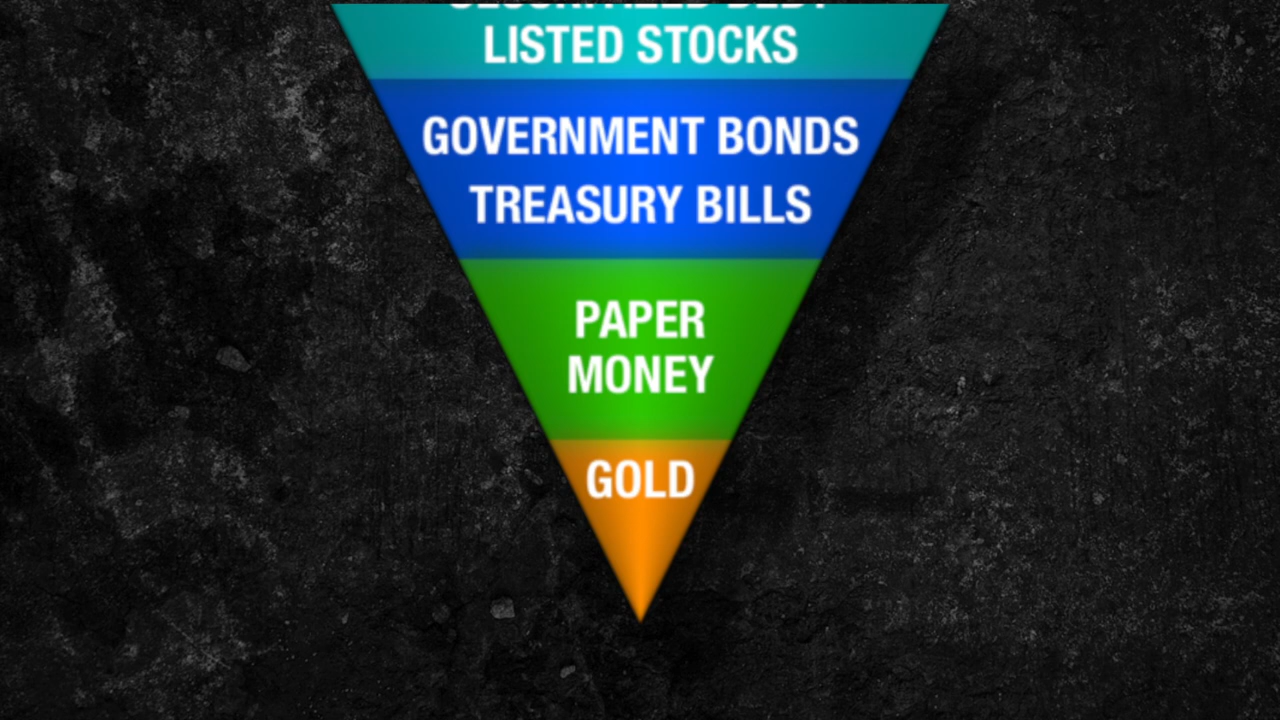 LISTED STOCKS
GOVERNMENT BONDS
TREASURY BILLS
PAPER
MONEY
GOLD